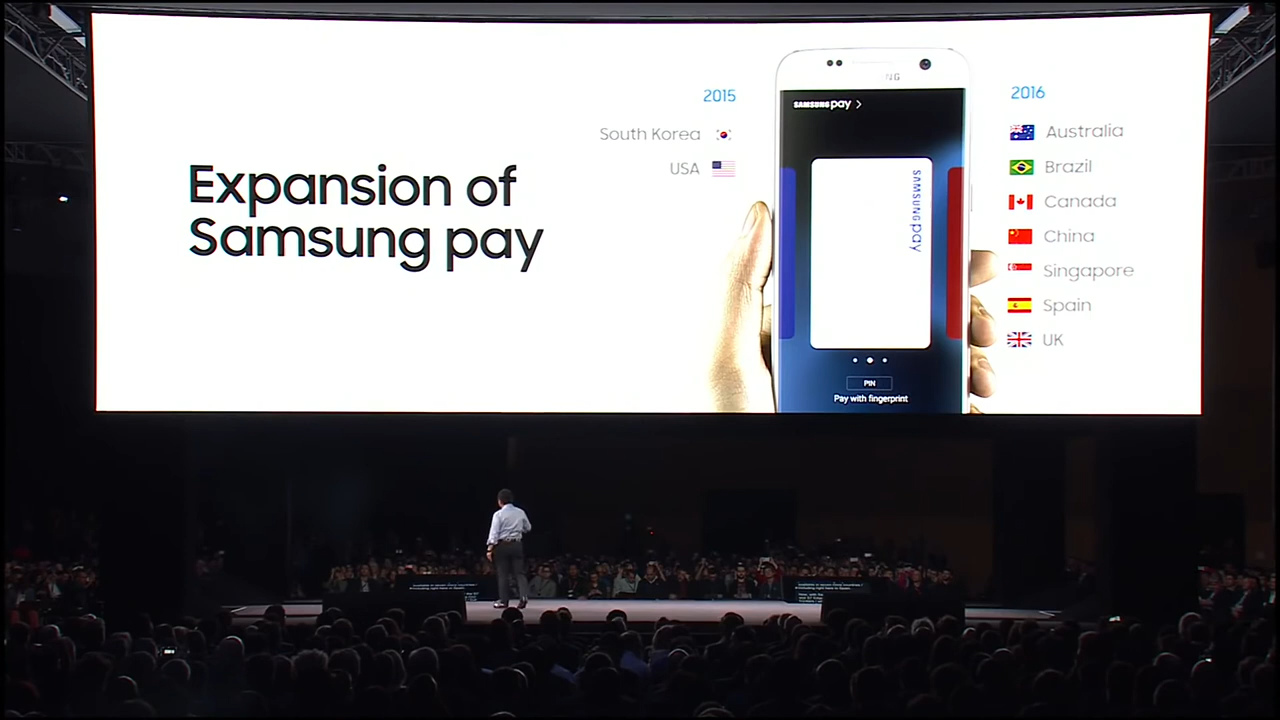 Expansion of
Samsung pay
2015
South Korea
USA
NG
SAMSUNG pay
SAMSUNG pay
PIN
Pay with fingerprint
2016
Australia
Brazil
Canada
China
Singapore
Spain
UK